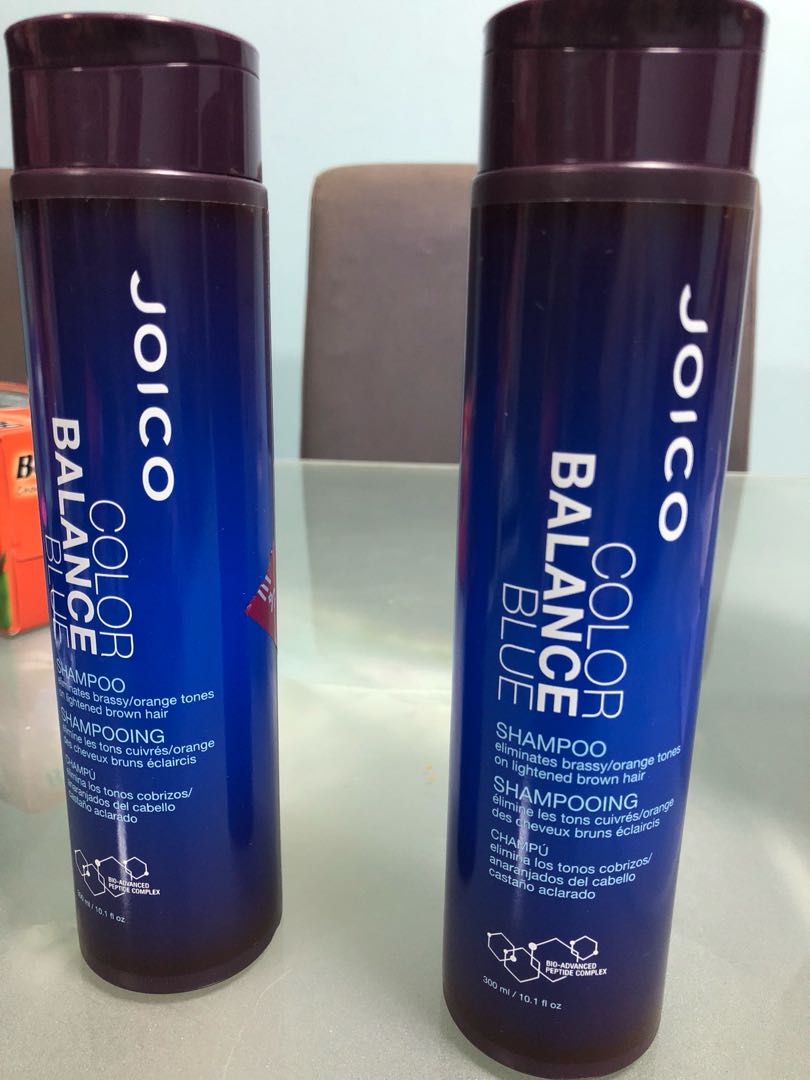 JOICO
COLOR
BALANCE
BLUE
SHAMPOO
eliminates brassy/orange tones
on lightened brown hair
SHAMPOOING
élimine les tons cuivrés/orange
des cheveux bruns éclaircis
CHAMPÚ
elimina los tonos cobrizos/
anaranjados del cabello
castaño aclarado
BIO-ADVANCED
PEPTIDE COMPLEX
300 ml / 10.1 fl oz
JOICO
COLOR
BALANCE
BLUE
SHAMPOO
eliminates brassy/orange tones
on lightened brown hair
SHAMPOOING
élimine les tons cuivrés/orange
des cheveux bruns éclaircis
CHAMPÚ
elimina los tonos cobrizos/
anaranjados del cabello
castaño aclarado
BIO-ADVANCED
PEPTIDE COMPLEX
300 ml / 10.1 fl oz